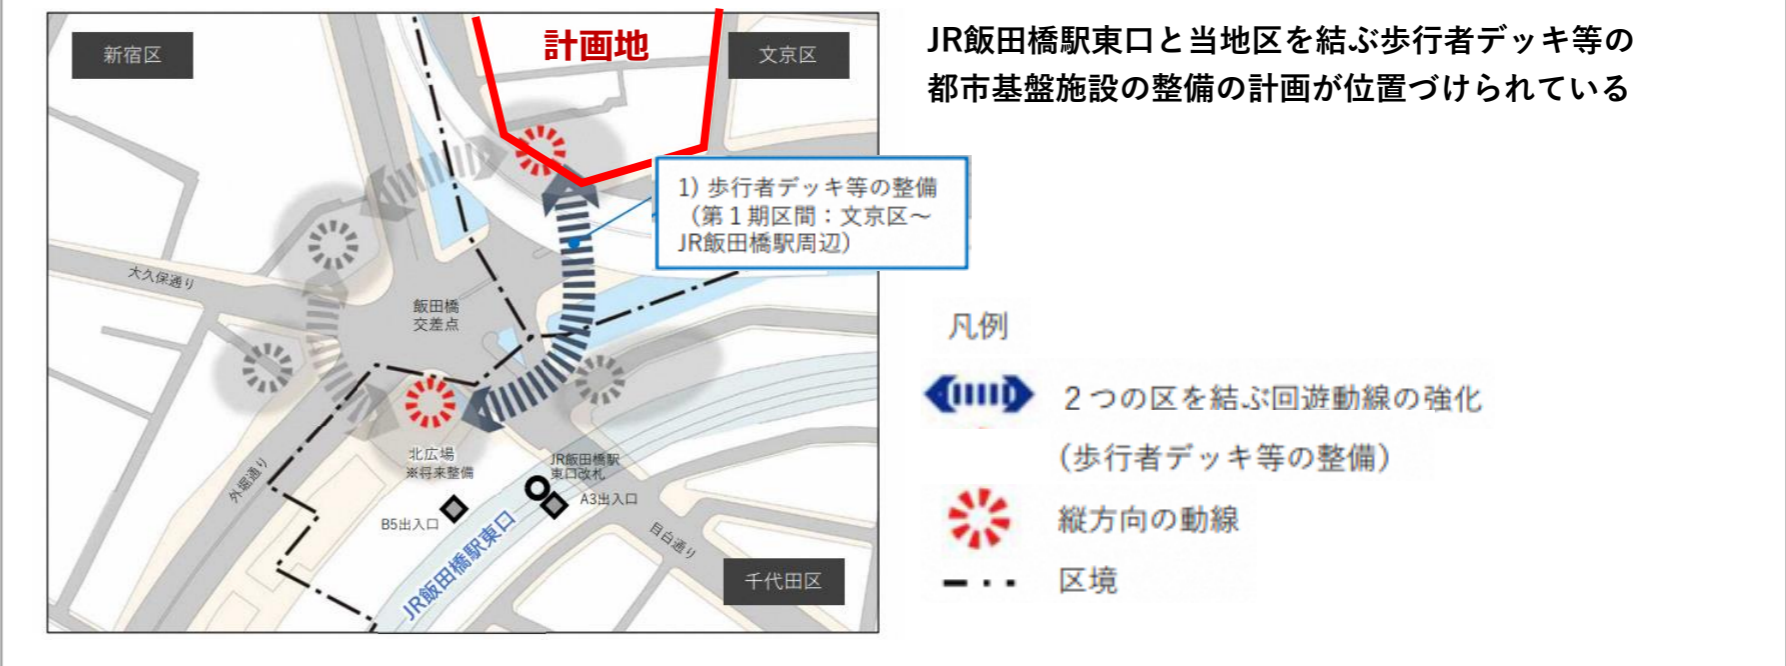 新宿区
計画地
文京区
JR飯田橋駅東口と当地区を結ぶ歩行者デッキ等の
都市基盤施設の整備の計画が位置づけられている
1) 歩行者デッキ等の整備
（第１期区間：文京区～
JR飯田橋駅周辺）
大久保通り
飯田橋
交差点
外堀通り
北広場
※将来整備
B5出入口
JR飯田橋駅
東口改札
A3出入口
JR飯田橋駅東口
目白通り
千代田区
凡例
２つの区を結ぶ回遊動線の強化
(歩行者デッキ等の整備)
縦方向の動線
区境